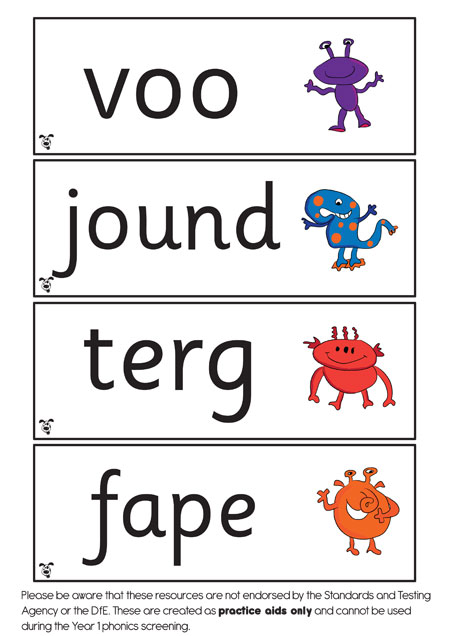 voo
jound
terg
fape
Please be aware that these resources are not endorsed by the Standards and Testing
Agency or the DfE. These are created as practice aids only and cannot be used
during the Year 1 phonics screening.